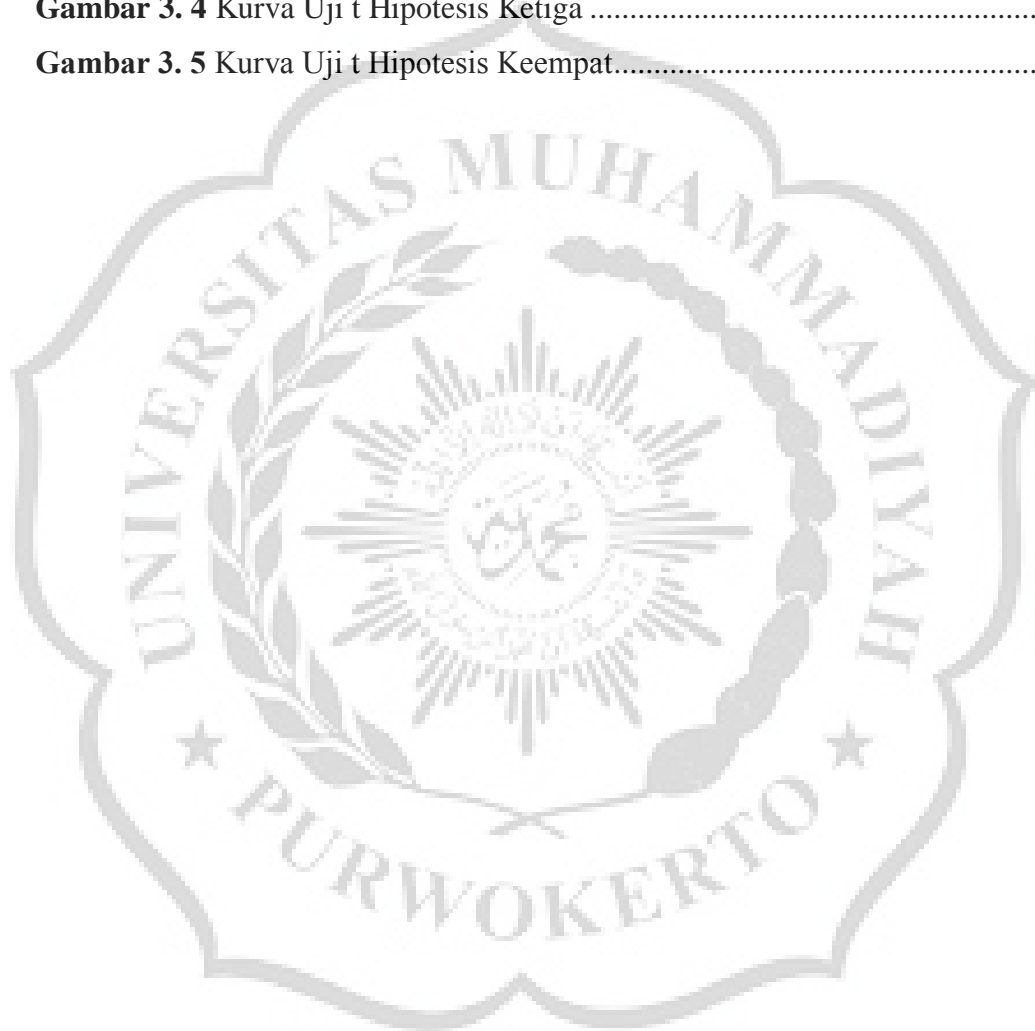 Gambar 3. 4 Kurva Uji t Hipotesis Ketiga ........................................................
Gambar 3. 5 Kurva Uji t Hipotesis Keempat.....................................................
UNIVERSITAS MUHAMMADIYAH
PURWOKERTO